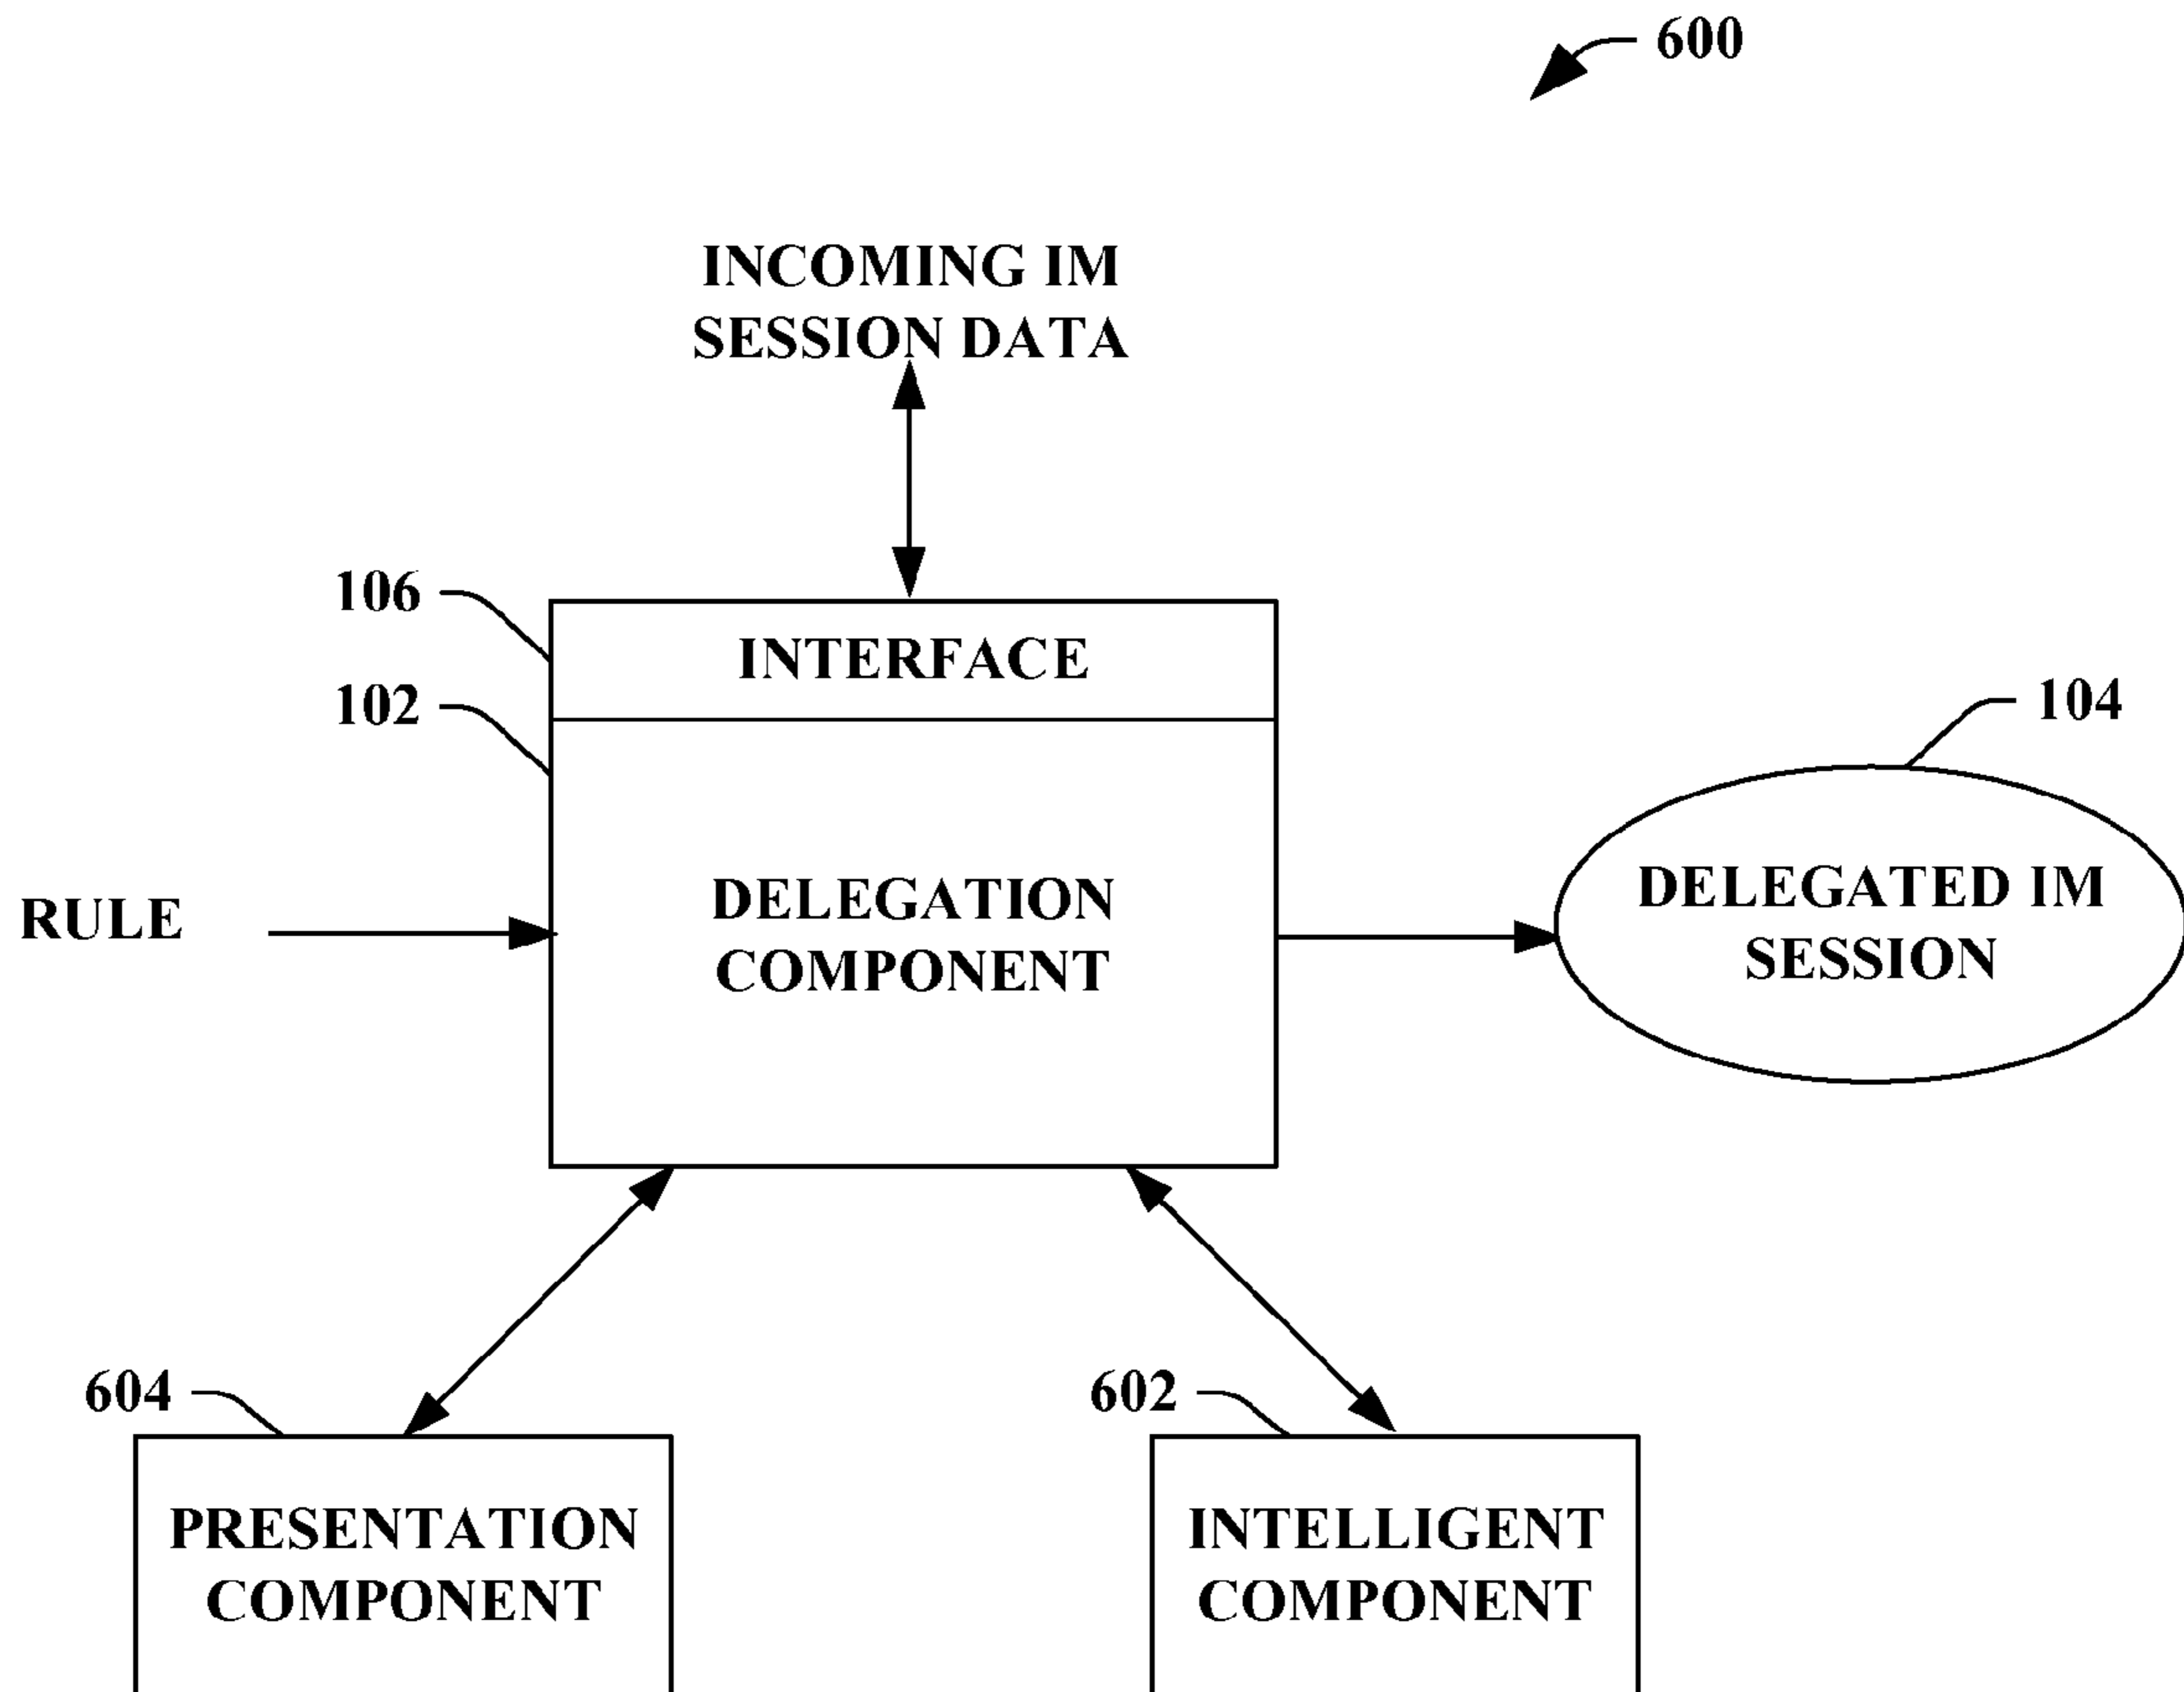 600
INCOMING IM
SESSION DATA
106
INTERFACE
102
104
DELEGATION
COMPONENT
DELEGATED IM
SESSION
RULE
604
602
PRESENTATION
COMPONENT
INTELLIGENT
COMPONENT